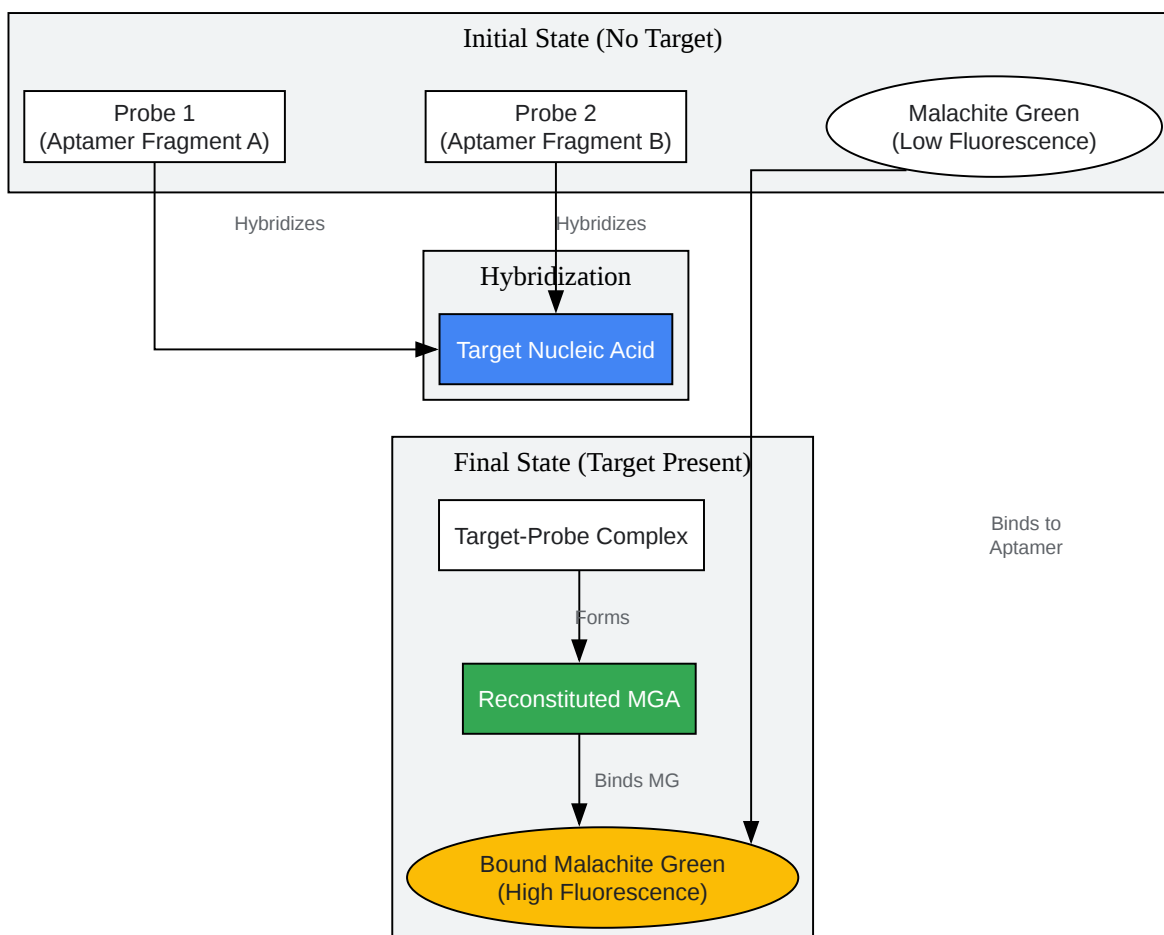 Initial State (No Target)
Probe 1
(Aptamer Fragment A)
Probe 2
(Aptamer Fragment B)
Malachite Green
(Low Fluorescence)
Hybridizes
Hybridizes
Hybridization
Target Nucleic Acid
Final State (Target Present)
Target-Probe Complex
Binds to
Aptamer
Forms
Reconstituted MGA
Binds MG
Bound Malachite Green
(High Fluorescence)